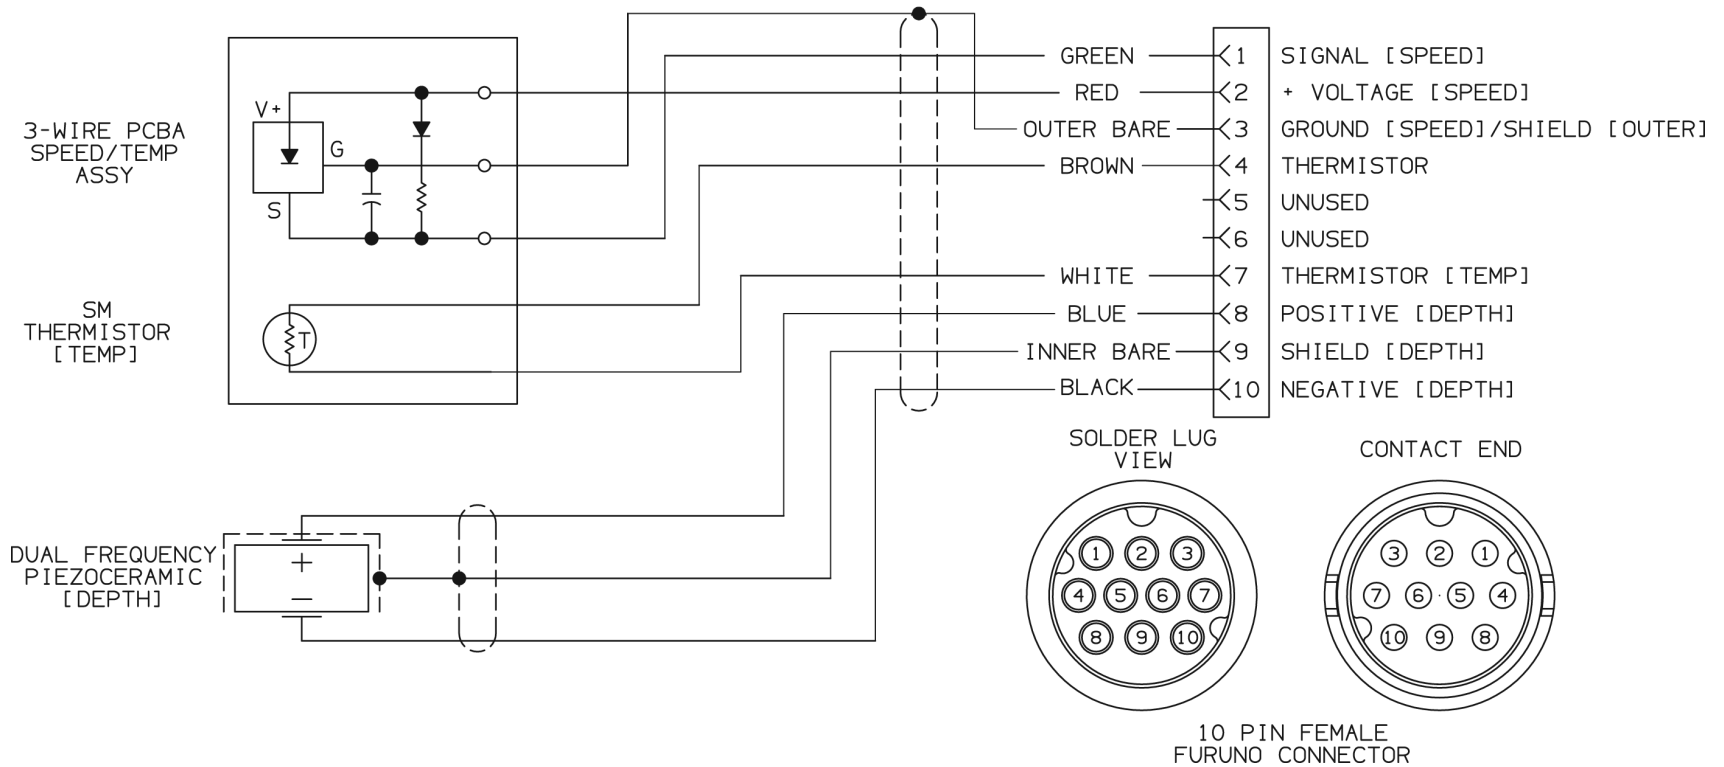 3-WIRE PCBA
SPEED/TEMP
ASSY
V+
G
S
SM
THERMISTOR
[TEMP]
T
DUAL FREQUENCY
PIEZOCERAMIC
[DEPTH]
+
−
GREEN 1 SIGNAL [SPEED]
RED 2 + VOLTAGE [SPEED]
OUTER BARE 3 GROUND [SPEED]/SHIELD [OUTER]
BROWN 4 THERMISTOR
5 UNUSED
6 UNUSED
WHITE 7 THERMISTOR [TEMP]
BLUE 8 POSITIVE [DEPTH]
INNER BARE 9 SHIELD [DEPTH]
BLACK 10 NEGATIVE [DEPTH]
SOLDER LUG
VIEW
1 2 3
4 5 6 7
8 9 10
CONTACT END
3 2 1
7 6 5 4
10 9 8
10 PIN FEMALE
FURUNO CONNECTOR